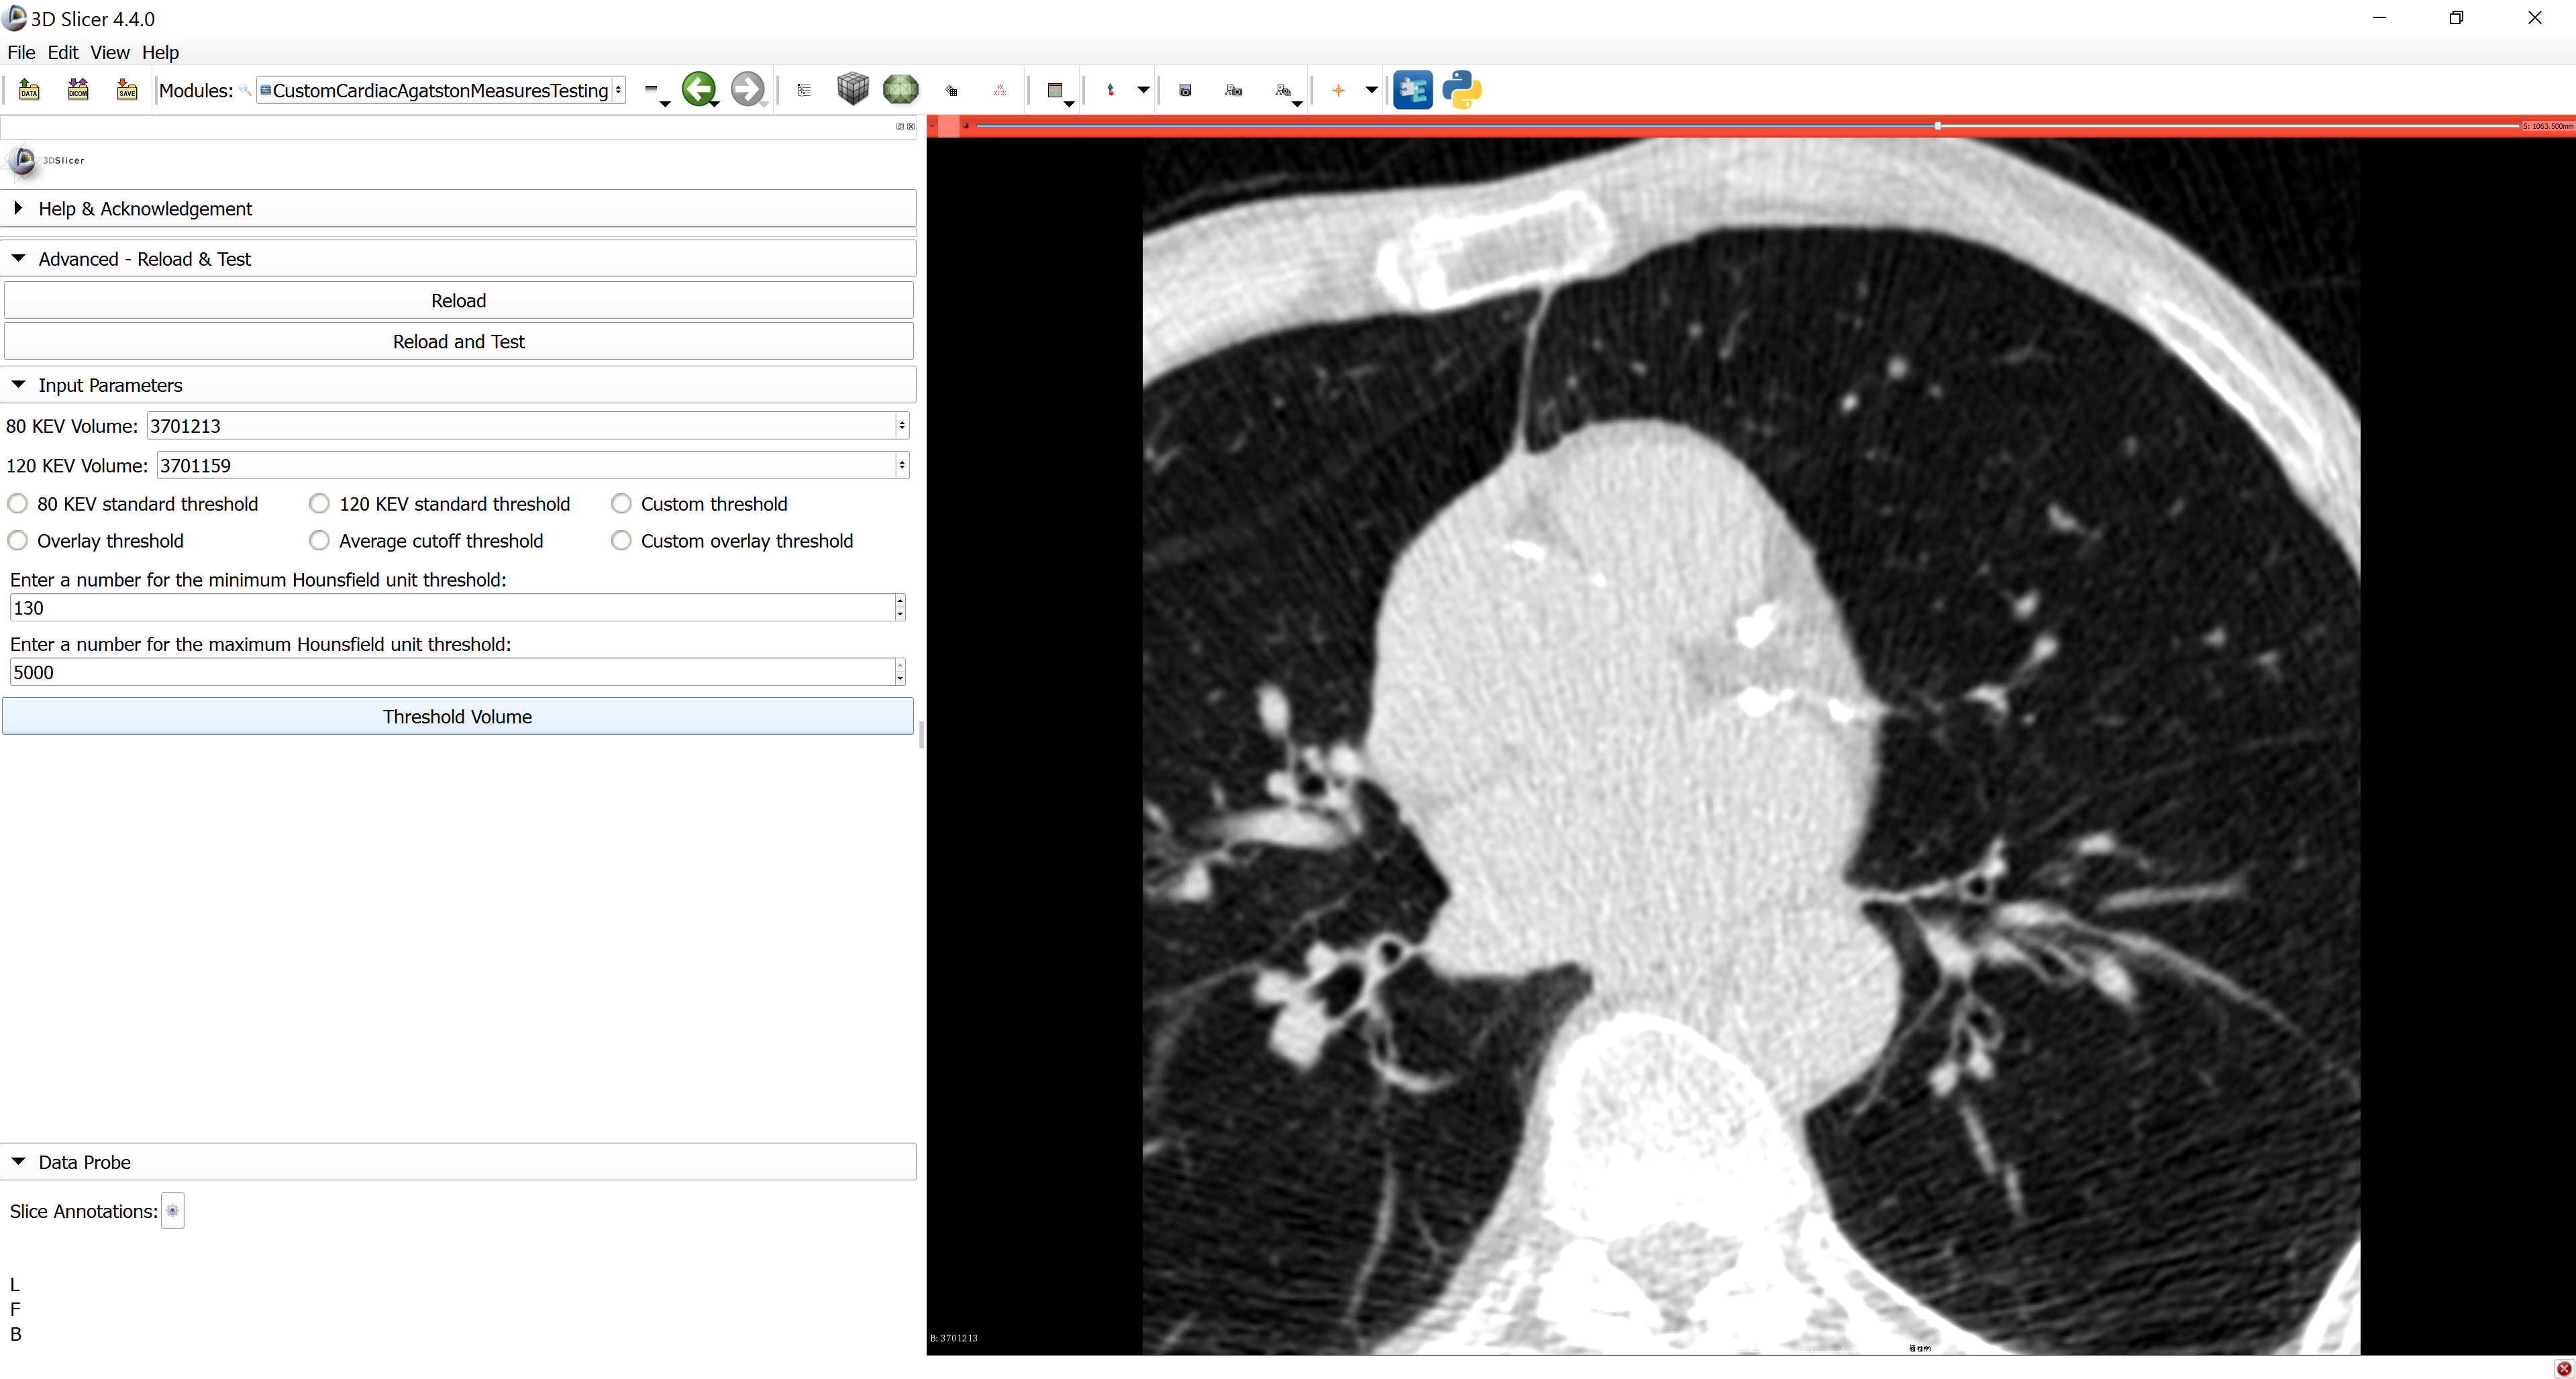 3D Slicer 4.4.0
File Edit View Help
DATA DICOM SAVE Modules: CustomCardiacAgatstonMeasuresTesting
S: 1063.500mm
3DSlicer
Help & Acknowledgement
Advanced - Reload & Test
Reload
Reload and Test
Input Parameters
80 KEV Volume: 3701213
120 KEV Volume: 3701159
80 KEV standard threshold 120 KEV standard threshold Custom threshold
Overlay threshold Average cutoff threshold Custom overlay threshold
Enter a number for the minimum Hounsfield unit threshold:
130
Enter a number for the maximum Hounsfield unit threshold:
5000
Threshold Volume
Data Probe
Slice Annotations:
L
F
B
B: 3701213